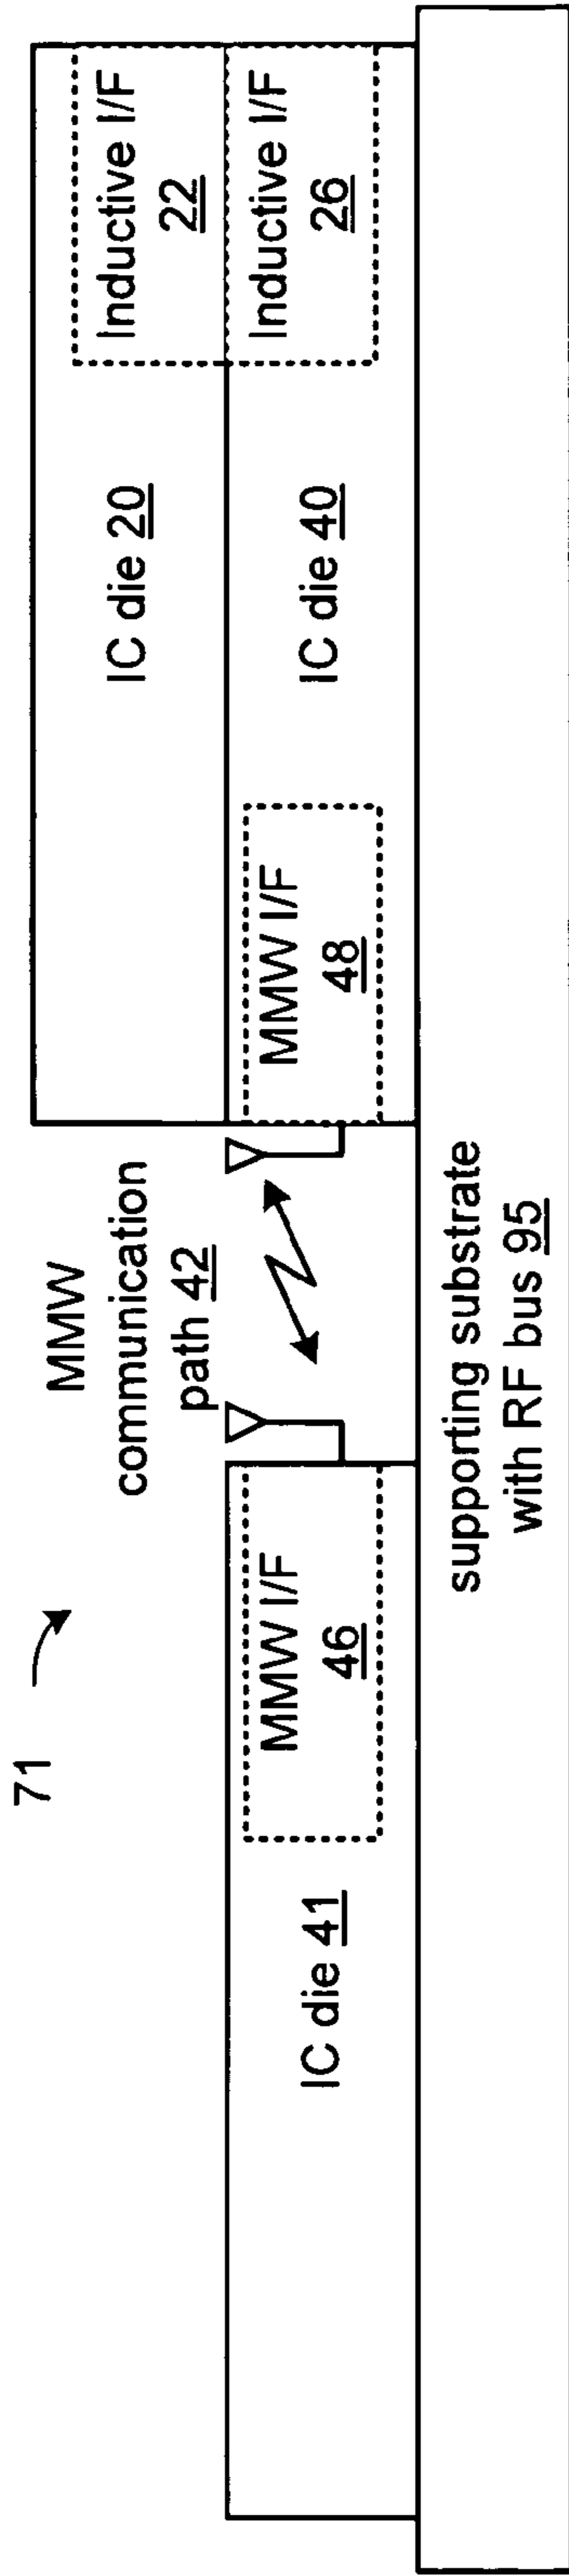 71
MMW
communication
path 42
IC die 20
Inductive I/F
22
IC die 41
MMW I/F
46
MMW I/F
48
IC die 40
Inductive I/F
26
supporting substrate
with RF bus 95